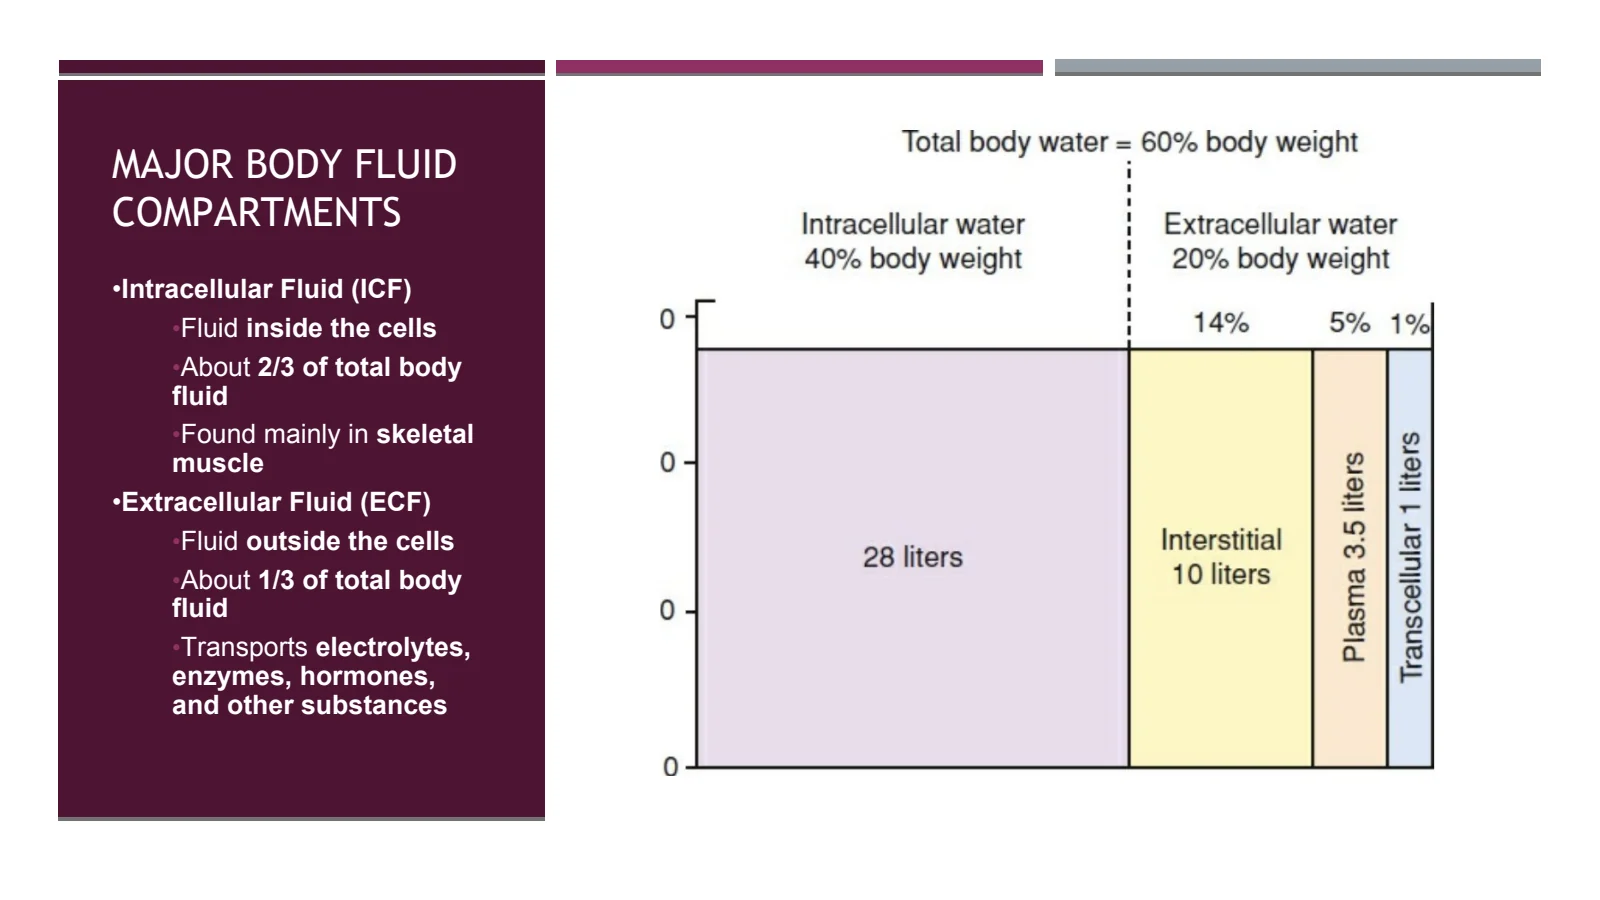 MAJOR BODY FLUID
COMPARTMENTS
•Intracellular Fluid (ICF)
•Fluid inside the cells
•About 2/3 of total body
fluid
•Found mainly in skeletal
muscle
•Extracellular Fluid (ECF)
•Fluid outside the cells
•About 1/3 of total body
fluid
•Transports electrolytes,
enzymes, hormones,
and other substances
Total body water = 60% body weight
Intracellular water
40% body weight
Extracellular water
20% body weight
14%
5%
1%
0
0
0
0
28 liters
Interstitial
10 liters
Plasma 3.5 liters
Transcellular 1 liters